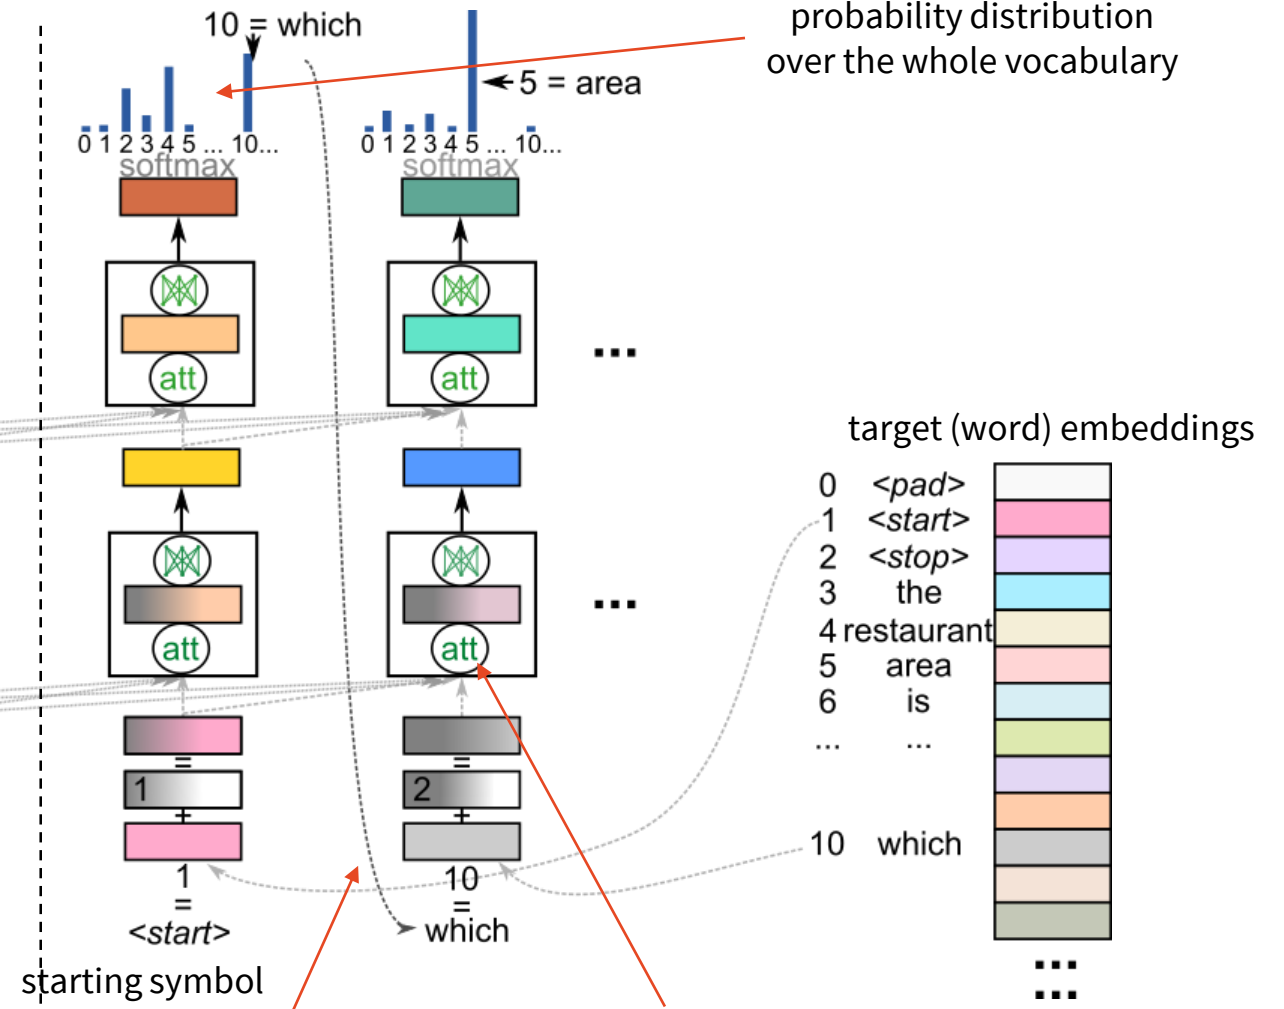 probability distribution
over the whole vocabulary
10 = which
5 = area
0 1 2 3 4 5 ... 10...
0 1 2 3 4 5 ... 10...
softmax
softmax
att
att
...
target (word) embeddings
0 <pad>
1 <start>
2 <stop>
3 the
4 restaurant
5 area
6 is
... ...
10 which
...
...
att
att
...
=
=
1
2
+
+
1
10
=
=
<start>
which
starting symbol